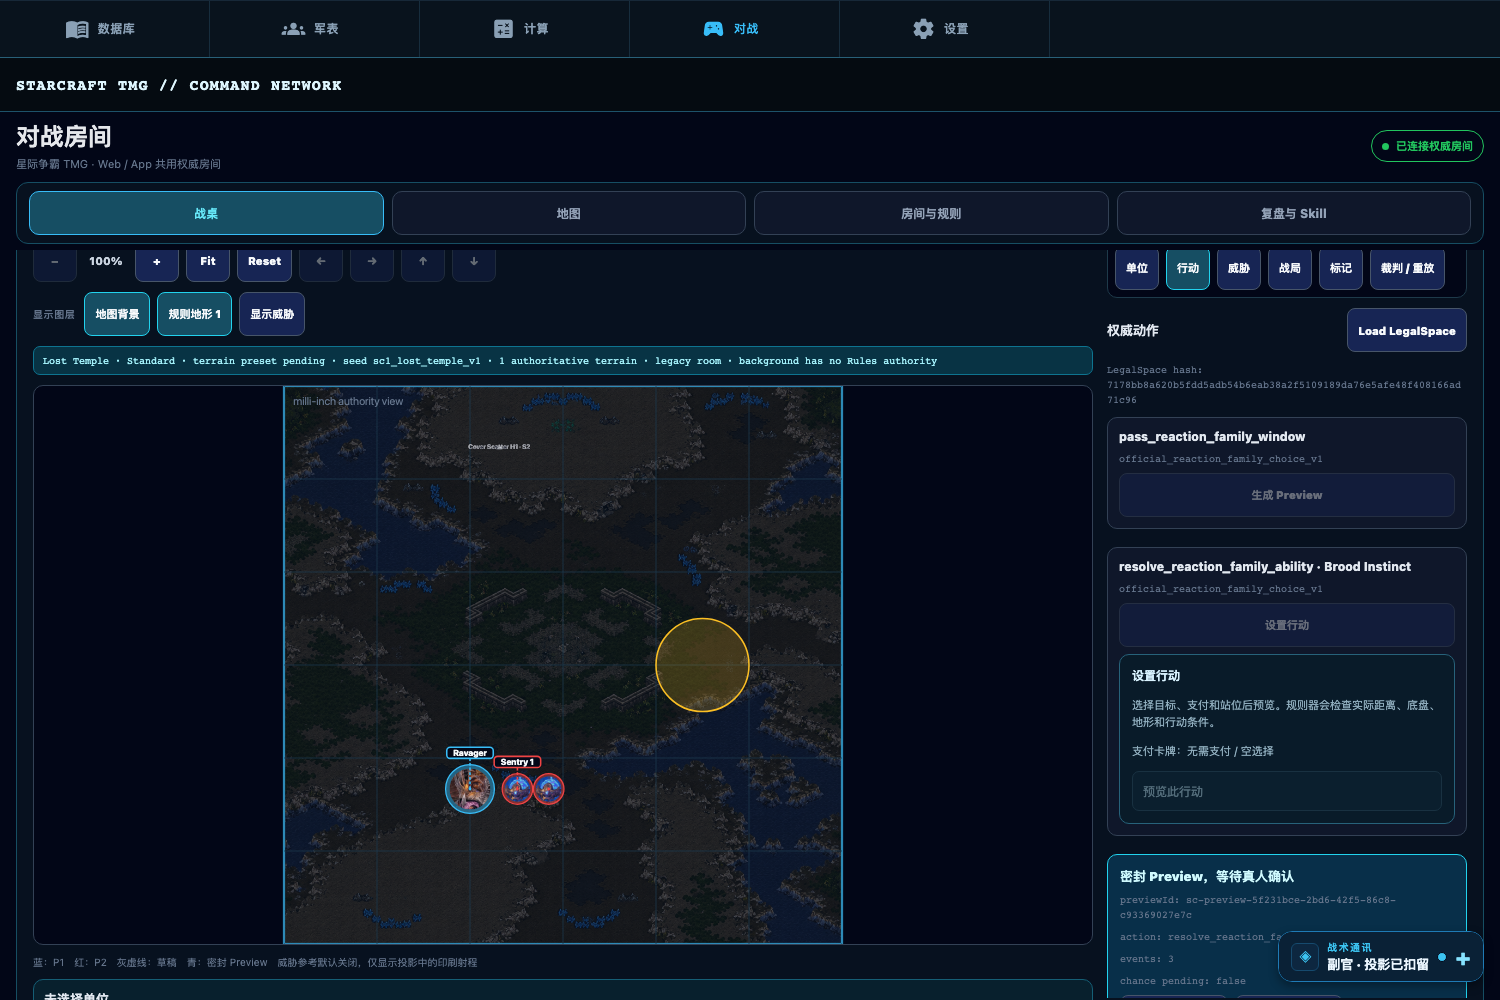 数据库
军表
计算
对战
设置
STARCRAFT TMG // COMMAND NETWORK
对战房间
星际争霸 TMG · Web / App 共用权威房间
已连接权威房间
战桌
地图
房间与规则
复盘与 Skill
−
100%
+
Fit
Reset
←
→
↑
↓
显示图层
地图背景
规则地形 1
显示威胁
Lost Temple · Standard · terrain preset pending · seed sc1_lost_temple_v1 · 1 authoritative terrain · legacy room · background has no Rules authority
milli-inch authority view
Ravager
Sentry 1
蓝：P1 红：P2 灰虚线：草稿 青：密封 Preview 威胁参考默认关闭，仅显示投影中的印刷射程
未选择单位
单位
行动
威胁
战局
标记
裁判 / 重放
权威动作
Load LegalSpace
LegalSpace hash:
7178bb8a620b5fdd5adb54b6eab38a2f5109189da76e5afe48f408166ad
71c96
pass_reaction_family_window
official_reaction_family_choice_v1
生成 Preview
resolve_reaction_family_ability · Brood Instinct
official_reaction_family_choice_v1
设置行动
设置行动
选择目标、支付和站位后预览。规则器会检查实际距离、底盘、
地形和行动条件。
支付卡牌：无需支付 / 空选择
预览此行动
密封 Preview，等待真人确认
previewId: sc-preview-5f231bce-2bd6-42f5-86c8-
c93369027e7c
action: resolve_reaction_fa
events: 3
chance pending: false
战术通讯
副官 · 投影已扣留
+